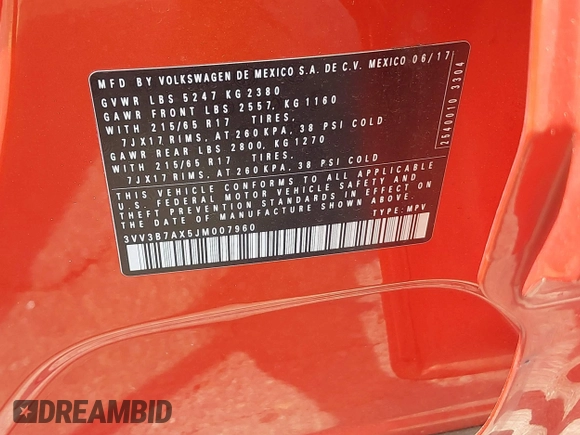 MFD BY VOLKSWAGEN DE MEXICO S.A. DE C.V. MEXICO 06/17
GVWR LBS 5247 KG 2380
GAWR FRONT LBS 2557, KG 1160
WITH 215/65 R17 TIRES.
7JX17 RIMS, AT 260 KPA, 38 PSI COLD
GAWR REAR LBS 2800, KG 1270
WITH 215/65 R17 TIRES.
7JX17 RIMS, AT 260 KPA, 38 PSI COLD
THIS VEHICLE CONFORMS TO ALL APPLICABLE
U.S. FEDERAL MOTOR VEHICLE SAFETY AND
THEFT PREVENTION STANDARDS IN EFFECT ON
THE DATE OF MANUFACTURE SHOWN ABOVE.
3VV3B7AX5JM007960 TYPE: MPV
2640010 3304
DREAMBID